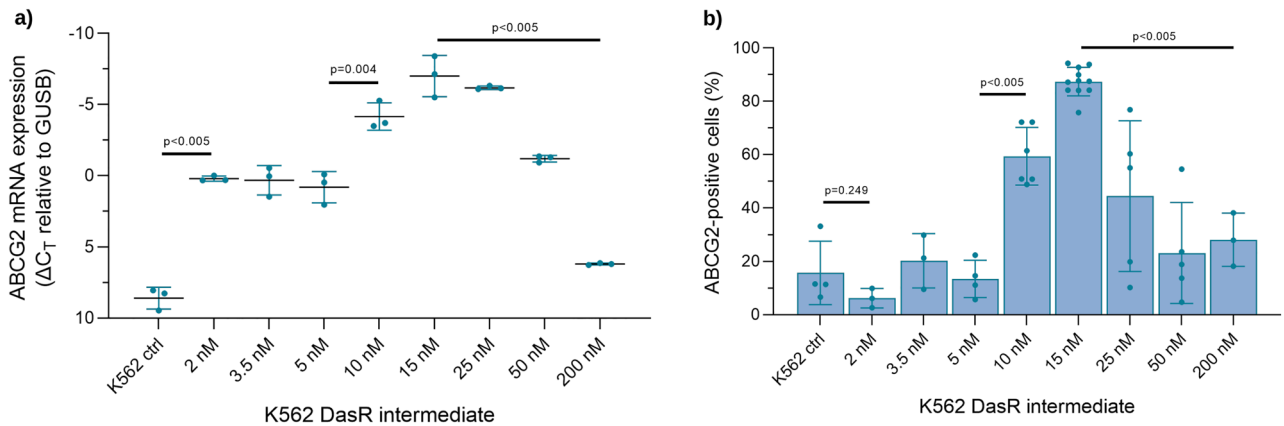 a)
ABCG2 mRNA expression
(ΔCT relative to GUSB)
-10
-5
0
5
10
p<0.005
p=0.004
p<0.005
K562 ctrl
2 nM
3.5 nM
5 nM
10 nM
15 nM
25 nM
50 nM
200 nM
K562 DasR intermediate
b)
ABCG2-positive cells (%)
100
80
60
40
20
0
p=0.249
p<0.005
p<0.005
K562 ctrl
2 nM
3.5 nM
5 nM
10 nM
15 nM
25 nM
50 nM
200 nM
K562 DasR intermediate